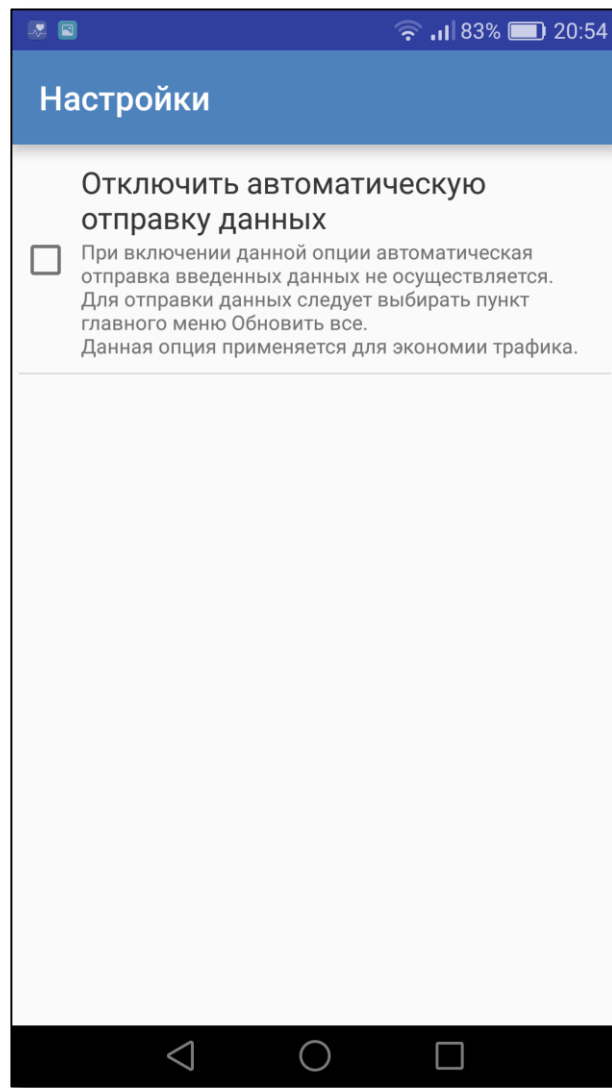 83% 20:54
Настройки
Отключить автоматическую
отправку данных
При включении данной опции автоматическая
отправка введенных данных не осуществляется.
Для отправки данных следует выбирать пункт
главного меню Обновить все.
Данная опция применяется для экономии трафика.